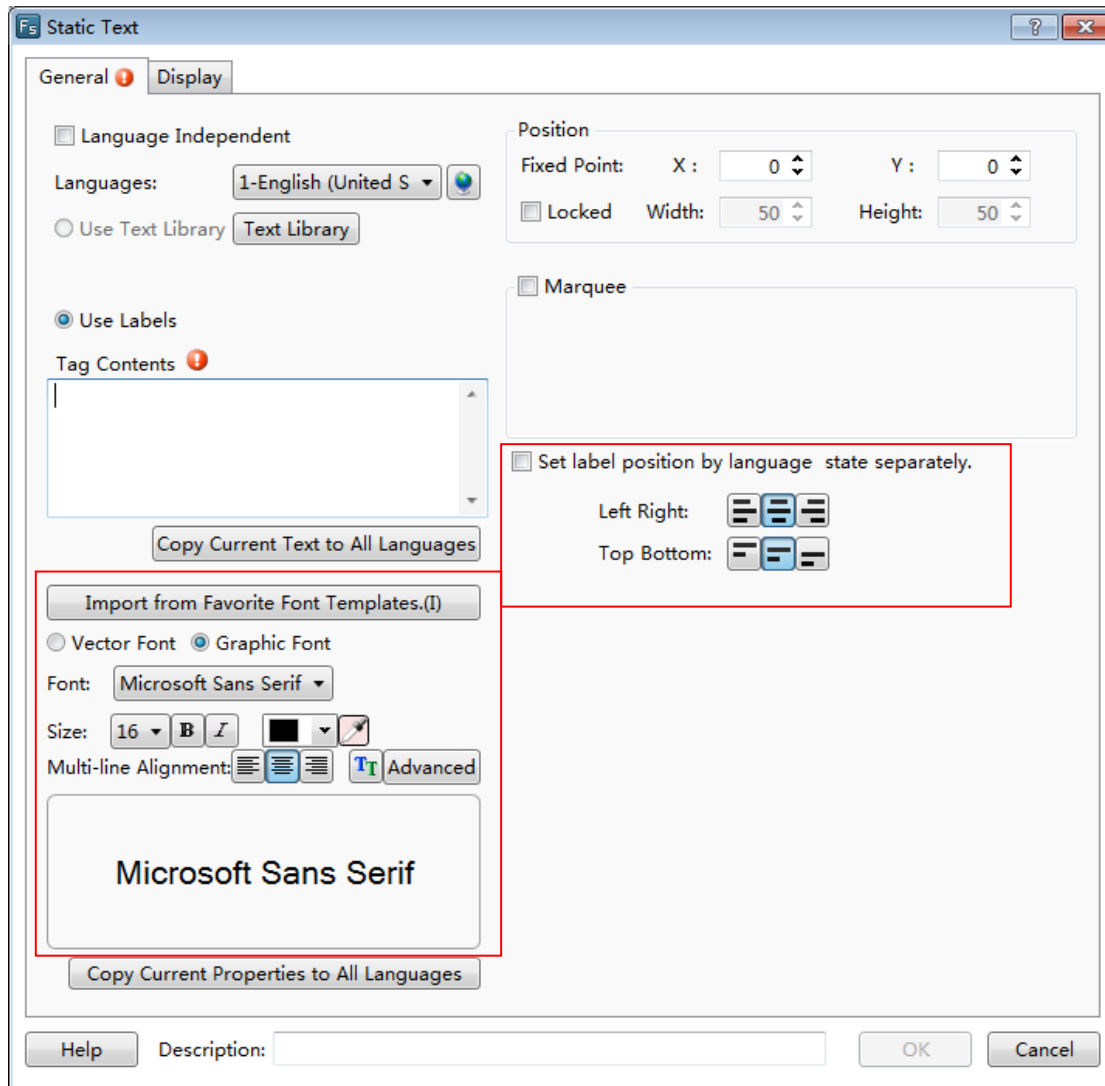 Fs Static Text ?
General Display
Language Independent
Languages: 1-English (United S
Use Text Library Text Library
Use Labels
Tag Contents
Copy Current Text to All Languages
Import from Favorite Font Templates.(I)
Vector Font Graphic Font
Font: Microsoft Sans Serif
Size: 16 B I
Multi-line Alignment: TT Advanced
Microsoft Sans Serif
Copy Current Properties to All Languages
Position
Fixed Point: X : 0 Y : 0
Locked Width: 50 Height: 50
Marquee
Set label position by language state separately.
Left Right:
Top Bottom:
Help Description: OK Cancel